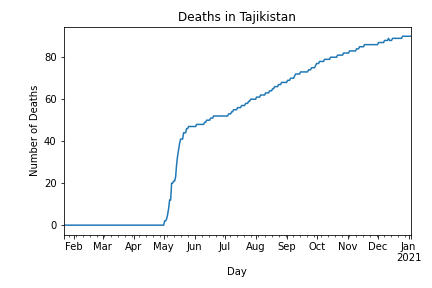 Deaths in Tajikistan
Number of Deaths
80
60
40
20
0
Feb Mar Apr May Jun Jul Aug Sep Oct Nov Dec Jan
2021
Day